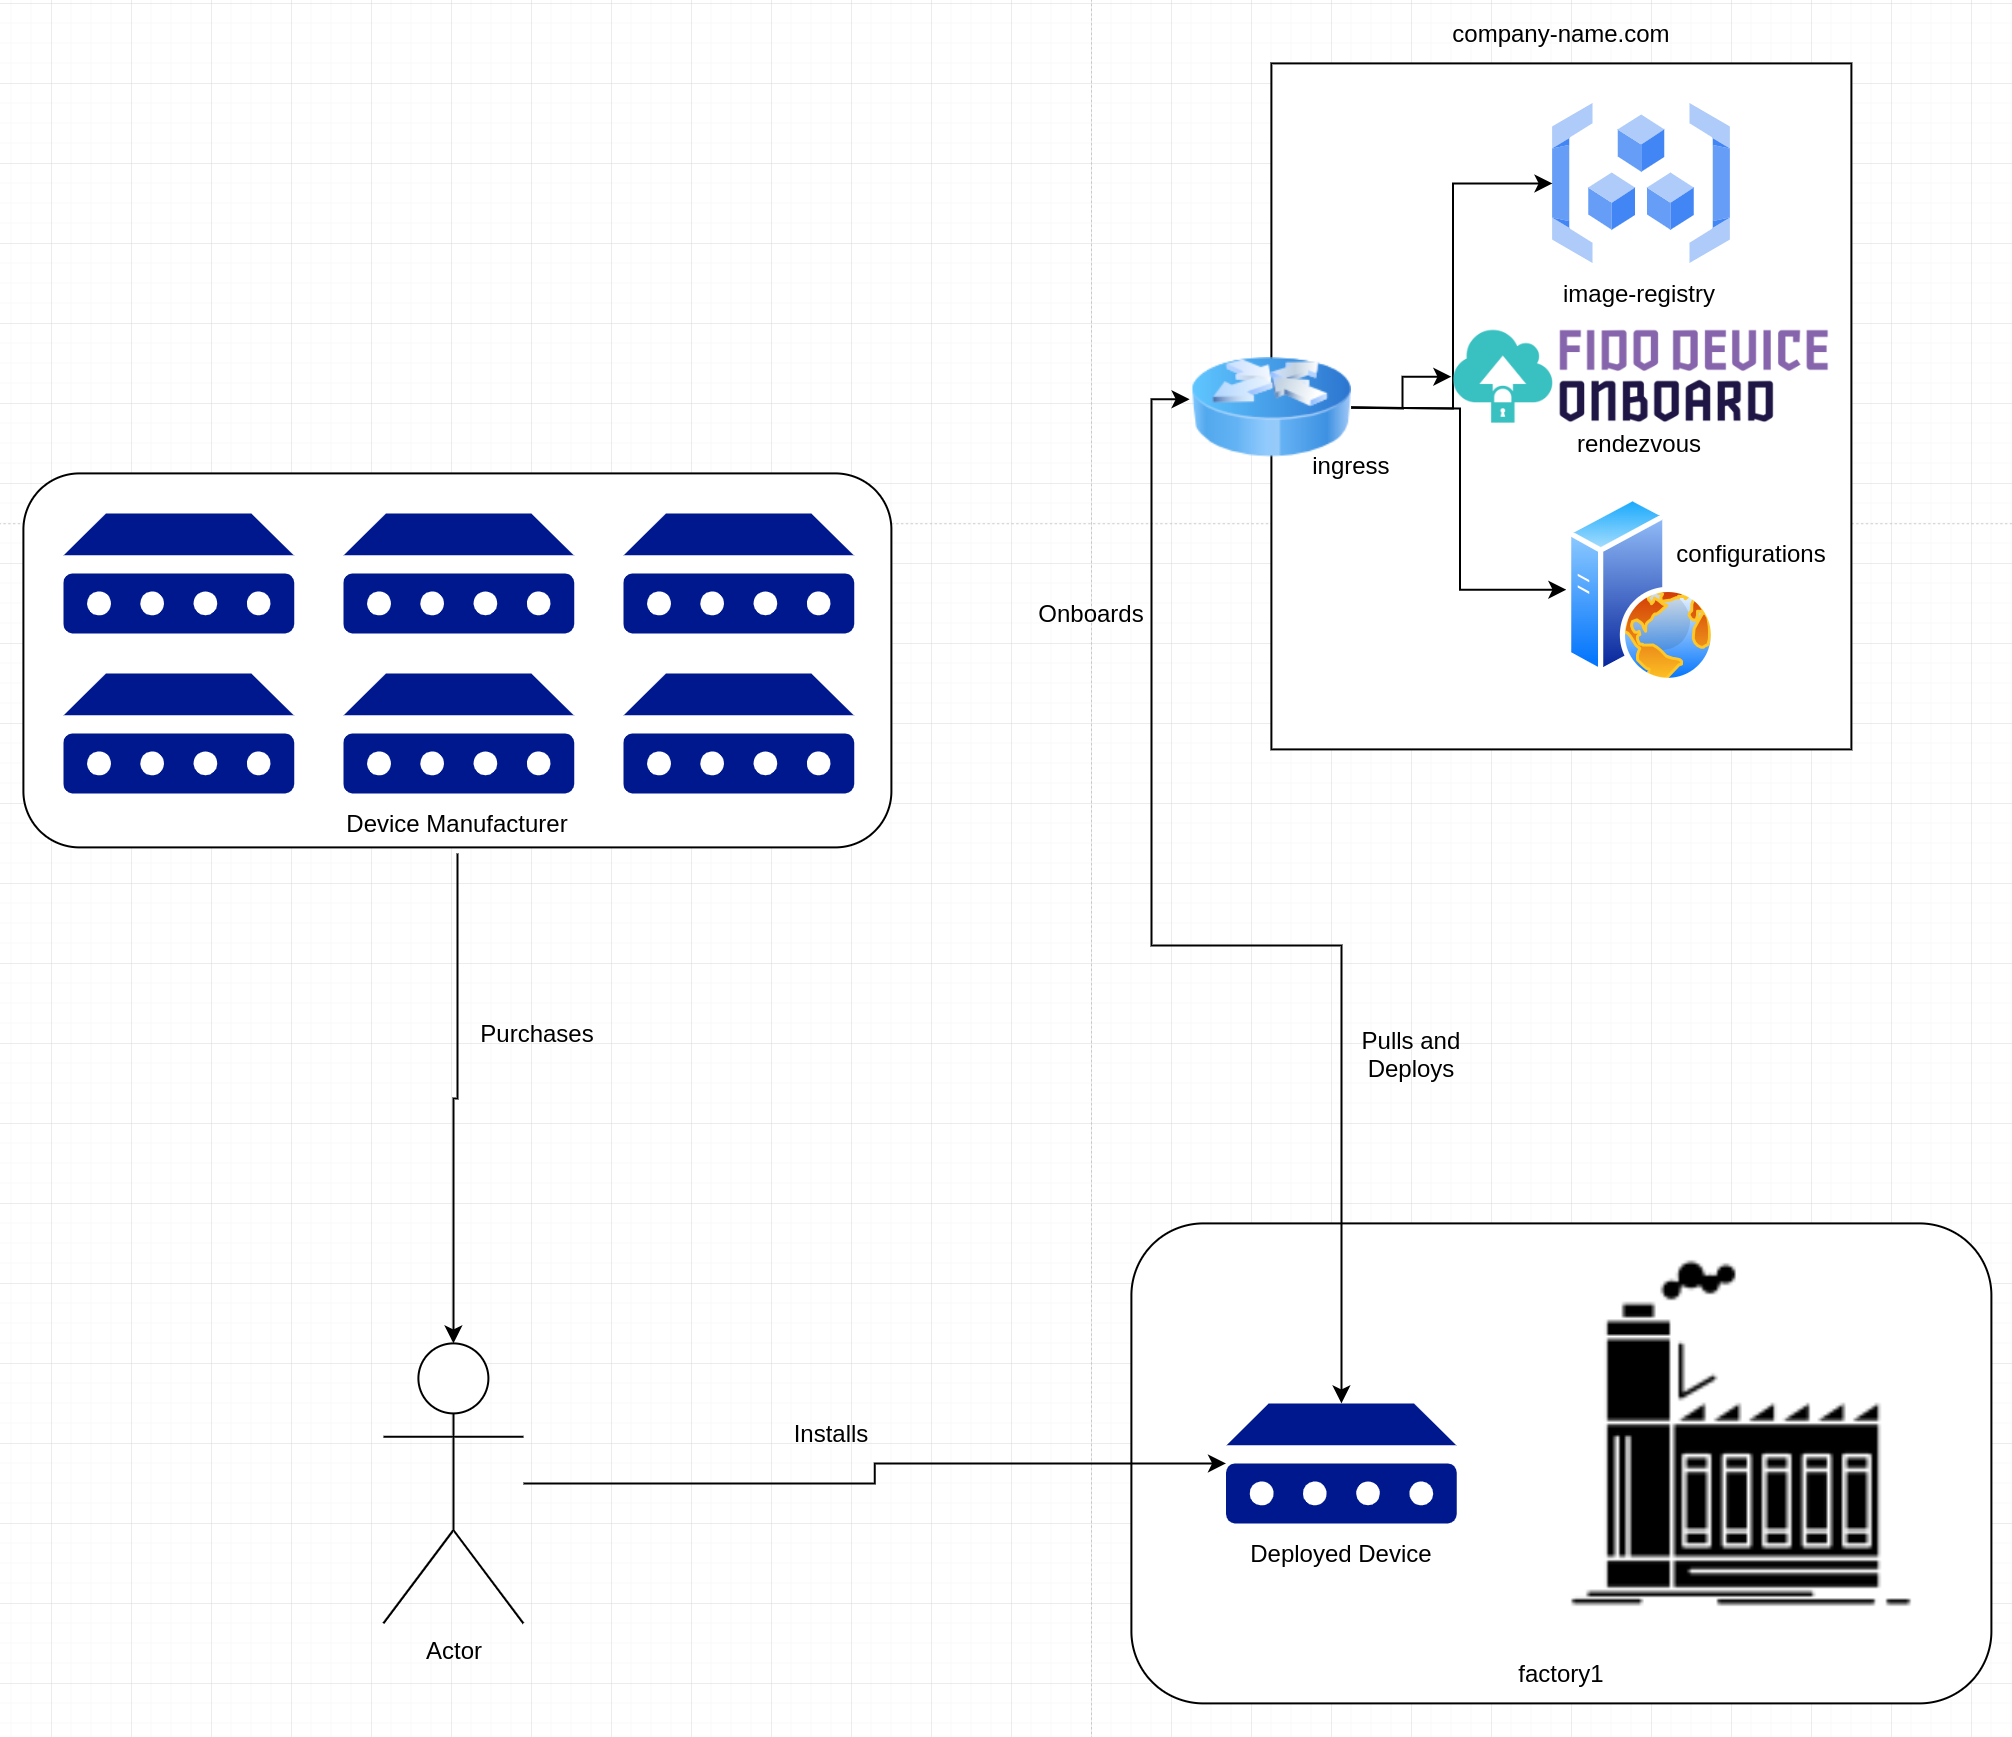 company-name.com
image-registry
FIDO DEVICE
ONBOARD
rendezvous
ingress
configurations
Onboards
Device Manufacturer
Purchases
Pulls and
Deploys
Installs
Deployed Device
Actor
factory1